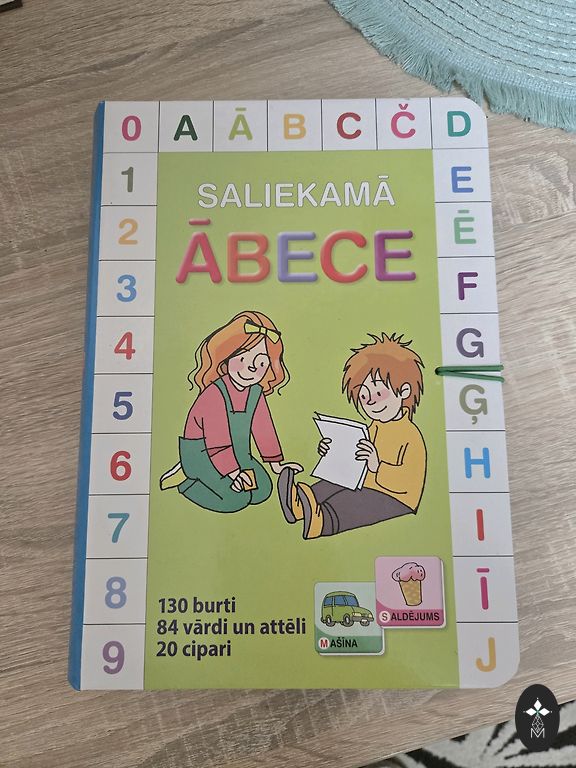 0 A Ā B C Č D
1 E
SALIEKAMĀ
2 Ē
ĀBECE
3 F
4 G
5 Ģ
6 H
7 I
8 Ī
9 J
130 burti
84 vārdi un attēli
20 cipari
MAŠĪNA
SALDĒJUMS
M